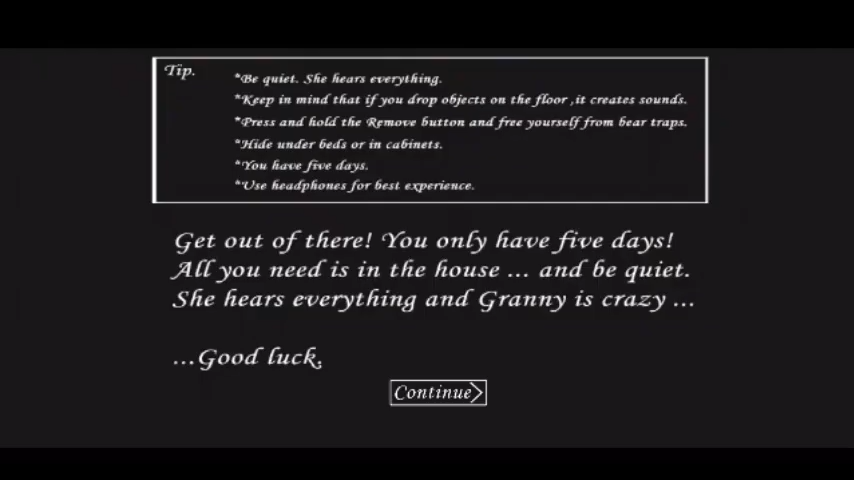 Tip.
*Be quiet. She hears everything.
*Keep in mind that if you drop objects on the floor ,it creates sounds.
*Press and hold the Remove button and free yourself from bear traps.
*Hide under beds or in cabinets.
*You have five days.
*Use headphones for best experience.
Get out of there! You only have five days!
All you need is in the house ... and be quiet.
She hears everything and Granny is crazy ...
...Good luck.
Continue>